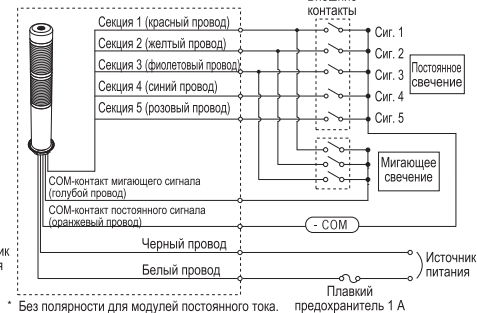 контакты
Секция 1 (красный провод)
Сиг. 1
Секция 2 (желтый провод)
Сиг. 2
Секция 3 (фиолетовый провод)
Сиг. 3
Постоянное
свечение
Секция 4 (синий провод)
Сиг. 4
Секция 5 (розовый провод)
Сиг. 5
Мигающее
свечение
COM-контакт мигающего сигнала
(голубой провод)
COM-контакт постоянного сигнала
(оранжевый провод)
- COM
Черный провод
Источник
питания
Белый провод
Плавкий
предохранитель 1 А
* Без полярности для модулей постоянного тока.